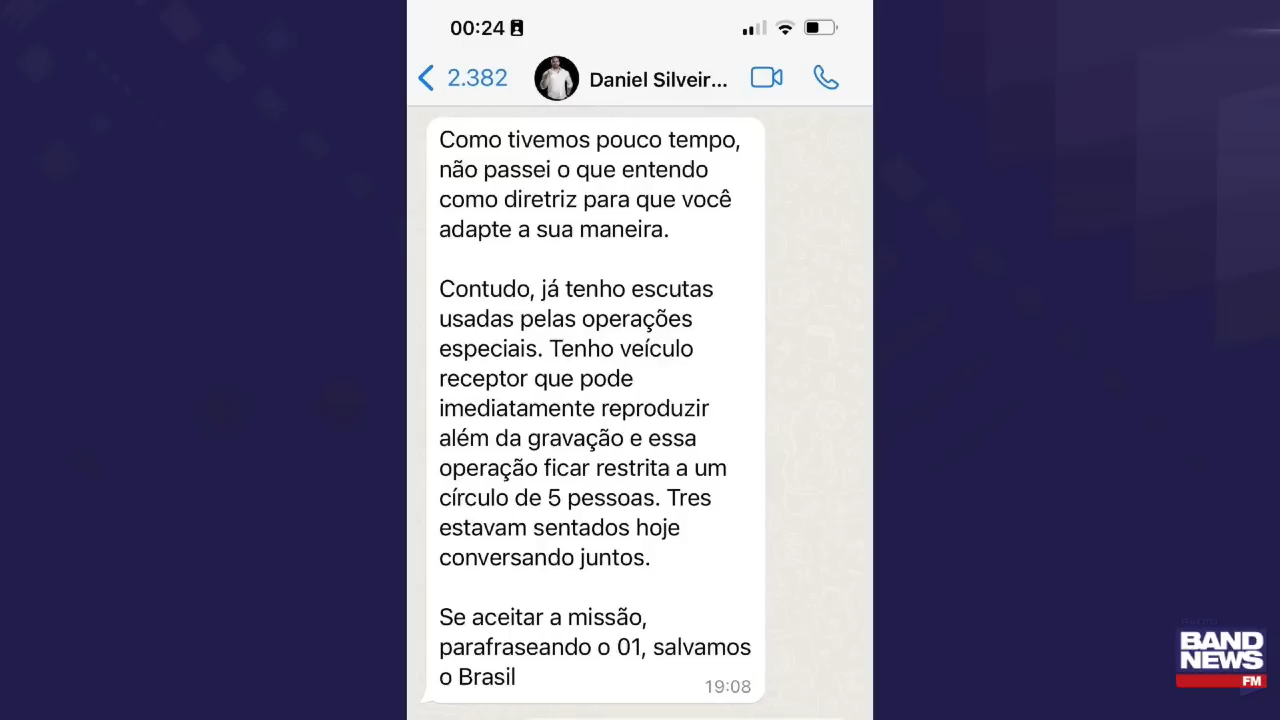 00:24
2.382
Daniel Silveir...
Como tivemos pouco tempo,
não passei o que entendo
como diretriz para que você
adapte a sua maneira.
Contudo, já tenho escutas
usadas pelas operações
especiais. Tenho veículo
receptor que pode
imediatamente reproduzir
além da gravação e essa
operação ficar restrita a um
círculo de 5 pessoas. Tres
estavam sentados hoje
conversando juntos.
Se aceitar a missão,
parafraseando o 01, salvamos
o Brasil
19:08
BAND
NEWS
FM